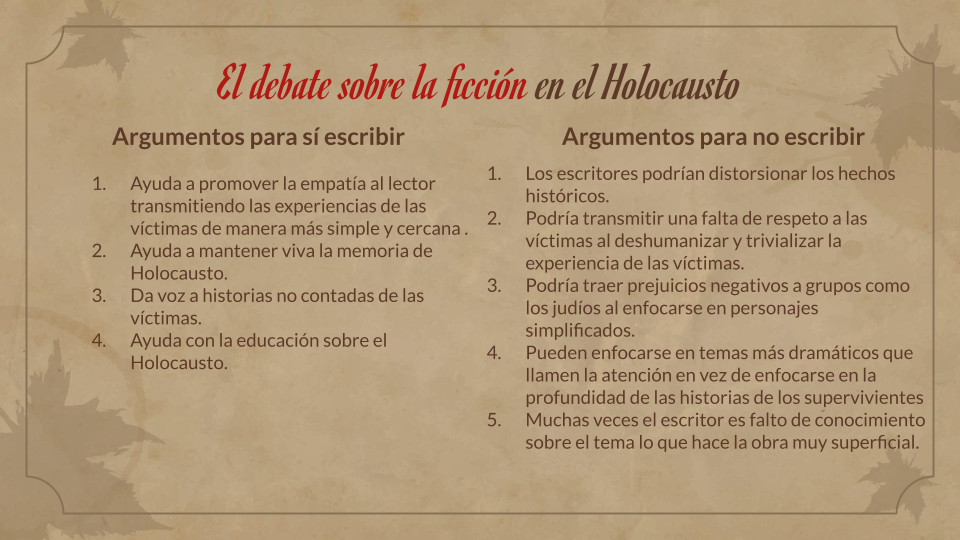 El debate sobre la ficción en el Holocausto
Argumentos para sí escribir
1. Ayuda a promover la empatía al lector
transmitiendo las experiencias de las
víctimas de manera más simple y cercana .
2. Ayuda a mantener viva la memoria de
Holocausto.
3. Da voz a historias no contadas de las
víctimas.
4. Ayuda con la educación sobre el
Holocausto.
Argumentos para no escribir
1. Los escritores podrían distorsionar los hechos
históricos.
2. Podría transmitir una falta de respeto a las
víctimas al deshumanizar y trivializar la
experiencia de las víctimas.
3. Podría traer prejuicios negativos a grupos como
los judíos al enfocarse en personajes
simplificados.
4. Pueden enfocarse en temas más dramáticos que
llamen la atención en vez de enfocarse en la
profundidad de las historias de los supervivientes
5. Muchas veces el escritor es falto de conocimiento
sobre el tema lo que hace la obra muy superficial.